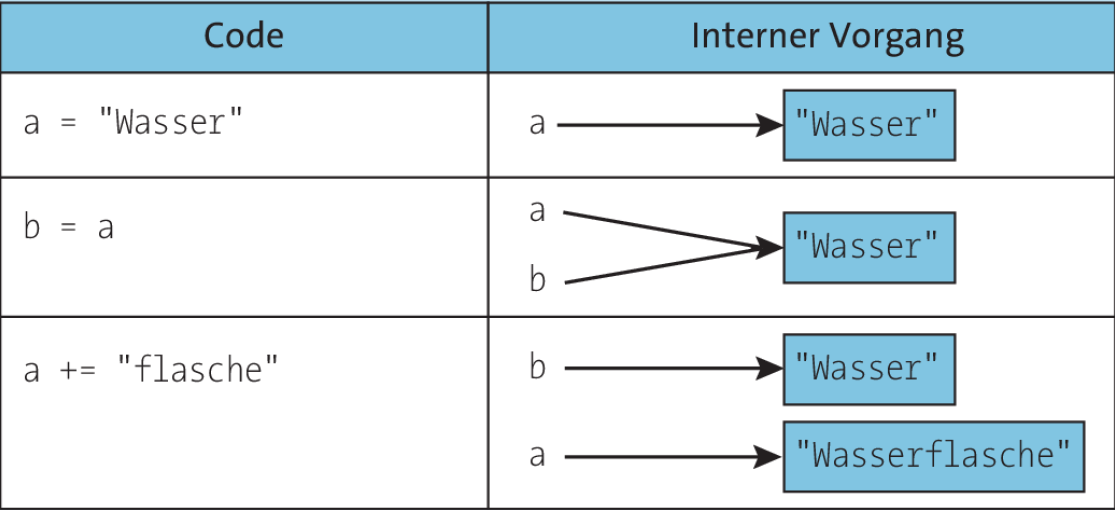 Code Interner Vorgang
a = "Wasser" a "Wasser"
b = a a "Wasser"
b
a += "flasche" b "Wasser"
a "Wasserflasche"